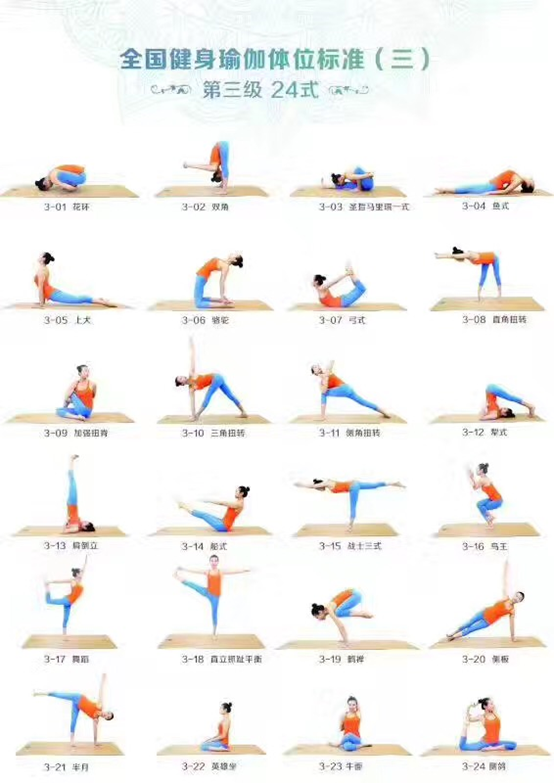 全国健身瑜伽体位标准（三）
第三级 24式
3-01 花环
3-02 双角
3-03 圣哲马里琪一式
3-04 鱼式
3-05 上犬
3-06 骆驼
3-07 弓式
3-08 直角扭转
3-09 加强扭脊
3-10 三角扭转
3-11 侧角扭转
3-12 犁式
3-13 肩倒立
3-14 船式
3-15 战士三式
3-16 鸟王
3-17 舞蹈
3-18 直立抓趾平衡
3-19 鹤禅
3-20 侧板
3-21 半月
3-22 英雄坐
3-23 牛面
3-24 侧鸽